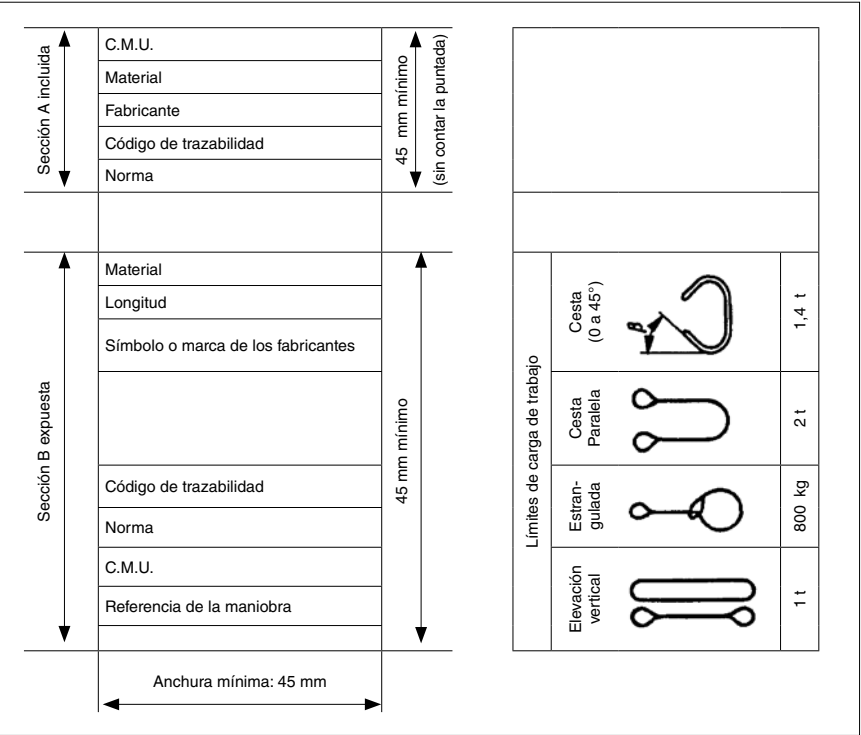 Sección A incluida
C.M.U.
Material
Fabricante
Código de trazabilidad
Norma
45 mm mínimo
(sin contar la puntada)
Sección B expuesta
Material
Longitud
Símbolo o marca de los fabricantes
Código de trazabilidad
Norma
C.M.U.
Referencia de la maniobra
45 mm mínimo
Anchura mínima: 45 mm
Límites de carga de trabajo
Cesta
(0 a 45°)
β
1,4 t
Cesta
Paralela
2 t
Estran-
gulada
800 kg
Elevación
vertical
1 t